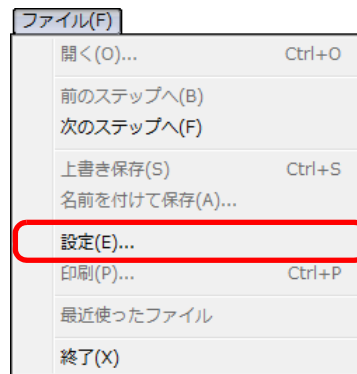 ファイル(F)
開く(O)... Ctrl+O
前のステップへ(B)
次のステップへ(F)
上書き保存(S) Ctrl+S
名前を付けて保存(A)...
設定(E)...
印刷(P)... Ctrl+P
最近使ったファイル
終了(X)